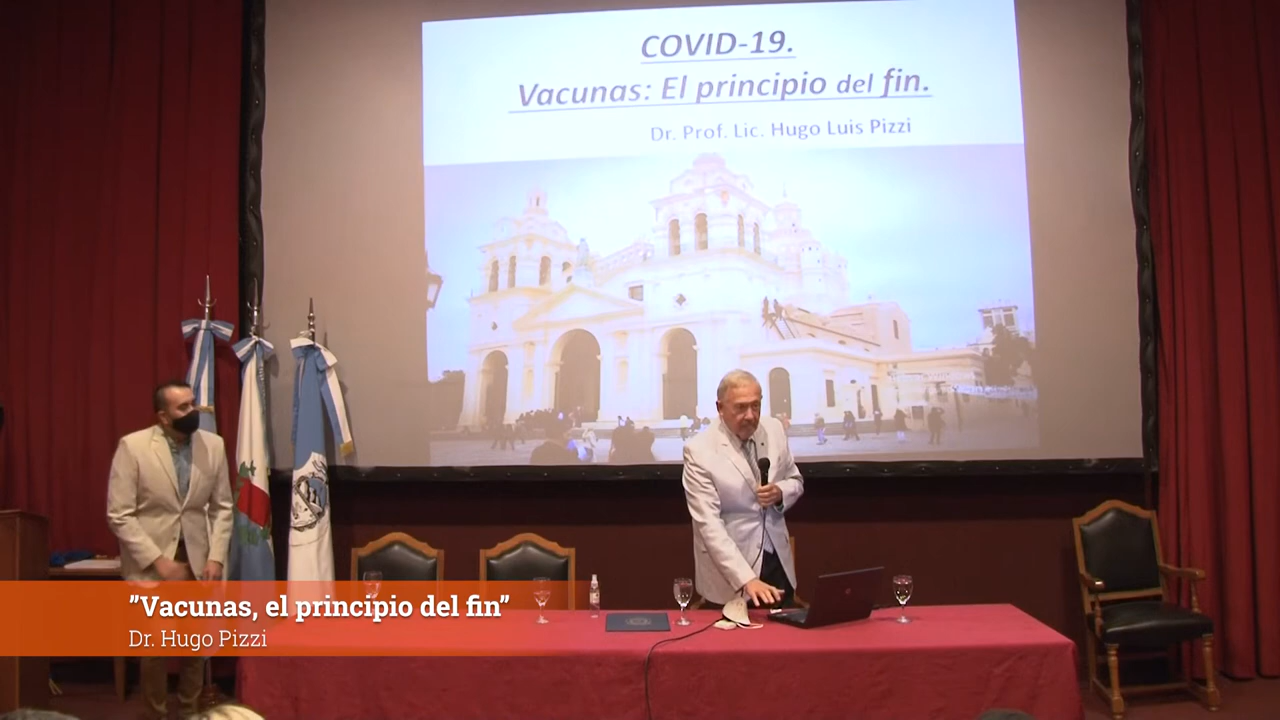 COVID-19.
Vacunas: El principio del fin.
Dr. Prof. Lic. Hugo Luis Pizzi
"Vacunas, el principio del fin"
Dr. Hugo Pizzi